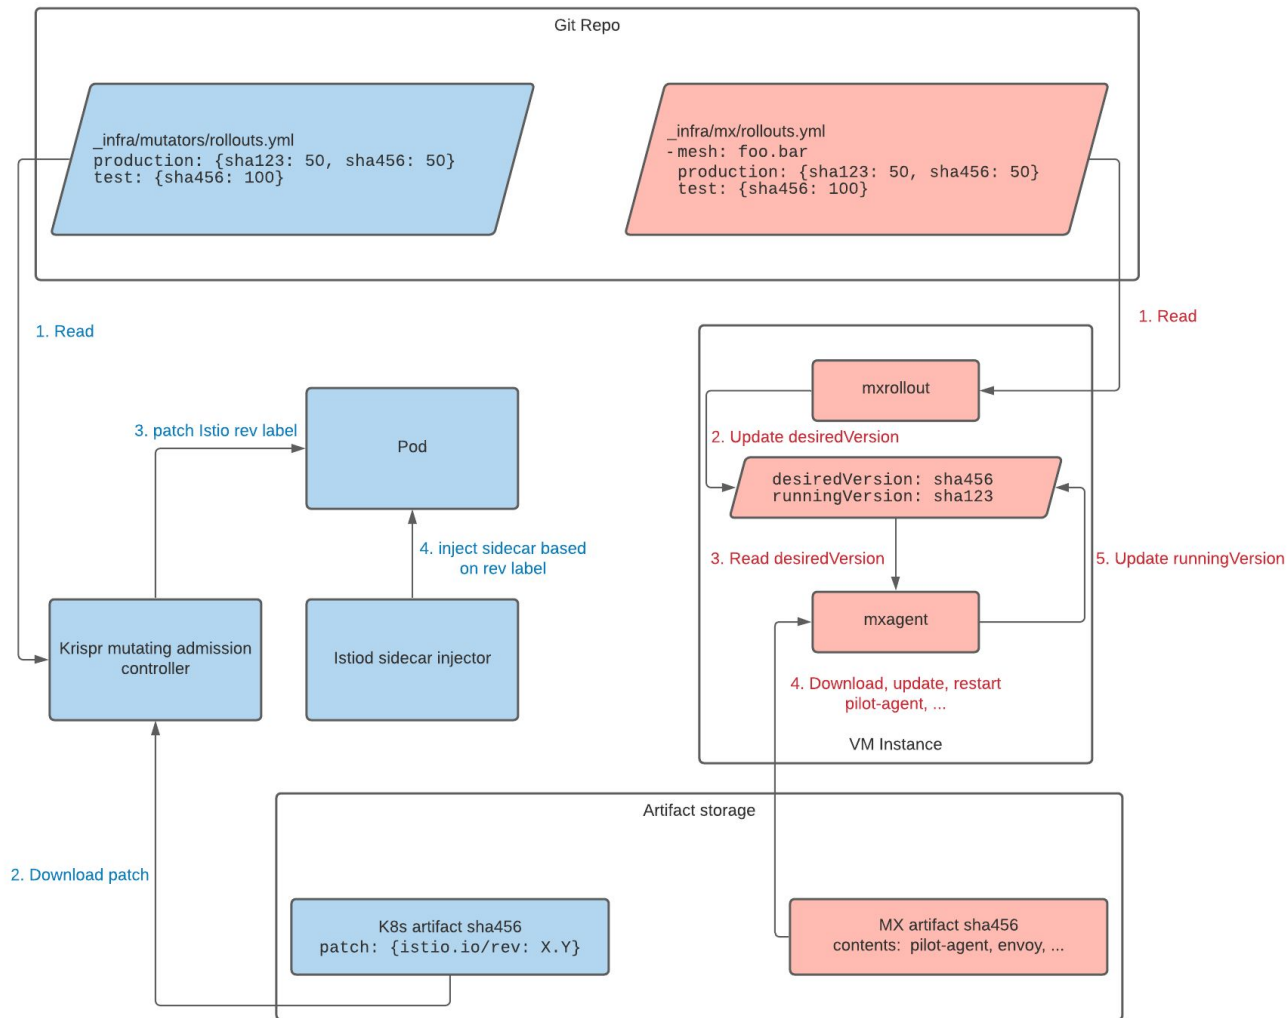 Git Repo
_infra/mutators/rollouts.yml
production: {sha123: 50, sha456: 50}
test: {sha456: 100}
_infra/mx/rollouts.yml
- mesh: foo.bar
production: {sha123: 50, sha456: 50}
test: {sha456: 100}
1. Read
1. Read
mxrollout
2. Update desiredVersion
desiredVersion: sha456
runningVersion: sha123
3. Read desiredVersion
5. Update runningVersion
mxagent
4. Download, update, restart
pilot-agent, ...
VM Instance
3. patch Istio rev label
Pod
4. inject sidecar based
on rev label
Krispr mutating admission
controller
Istiod sidecar injector
2. Download patch
Artifact storage
K8s artifact sha456
patch: {istio.io/rev: X.Y}
MX artifact sha456
contents: pilot-agent, envoy, ...